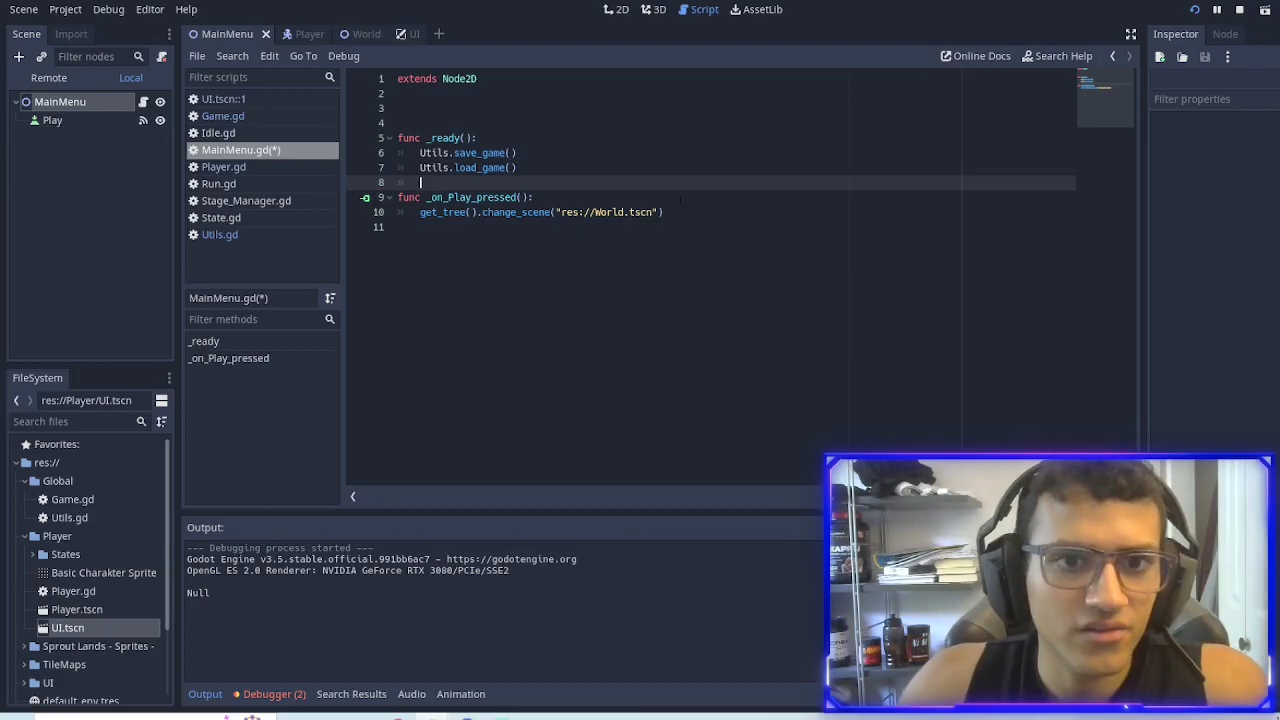 Scene Project Debug Editor Help
2D 3D Script AssetLib
Scene Import
MainMenu Player World UI
Inspector Node
Filter nodes
File Search Edit Go To Debug
Online Docs Search Help
Remote Local
Filter scripts
Filter properties
MainMenu
Play
UI.tscn::1
Game.gd
Idle.gd
MainMenu.gd(*)
Player.gd
Run.gd
Stage_Manager.gd
State.gd
Utils.gd
MainMenu.gd(*)
Filter methods
_ready
_on_Play_pressed
1 extends Node2D
2
3
4
5 func _ready():
6 Utils.save_game()
7 Utils.load_game()
8
9 func _on_Play_pressed():
10 get_tree().change_scene("res://World.tscn")
11
FileSystem
res://Player/UI.tscn
Search files
Favorites:
res://
Global
Game.gd
Utils.gd
Player
States
Basic Charakter Sprite
Player.gd
Player.tscn
UI.tscn
Sprout Lands - Sprites -
TileMaps
UI
default_env.tres
Output:
--- Debugging process started ---
Godot Engine v3.5.stable.official.991bb6ac7 - https://godotengine.org
OpenGL ES 2.0 Renderer: NVIDIA GeForce RTX 3080/PCIe/SSE2
Null
Output Debugger (2) Search Results Audio Animation